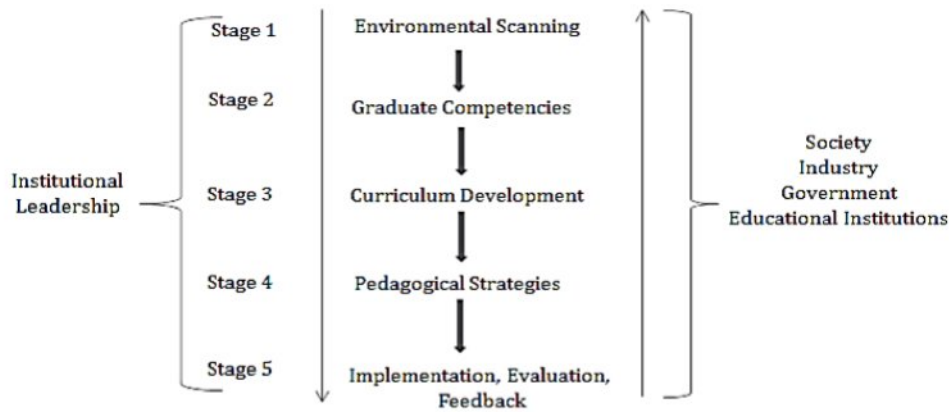 Stage 1
Environmental Scanning
Stage 2
Graduate Competencies
Institutional
Leadership
Stage 3
Curriculum Development
Society
Industry
Government
Educational Institutions
Stage 4
Pedagogical Strategies
Stage 5
Implementation, Evaluation,
Feedback